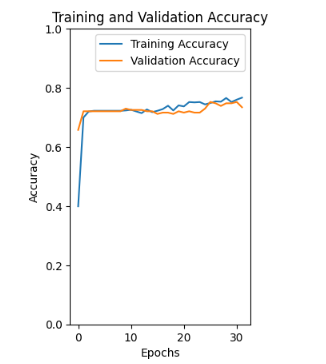 Training and Validation Accuracy
1.0
Training Accuracy
Validation Accuracy
0.8
0.6
Accuracy
0.4
0.2
0.0
0 10 20 30
Epochs